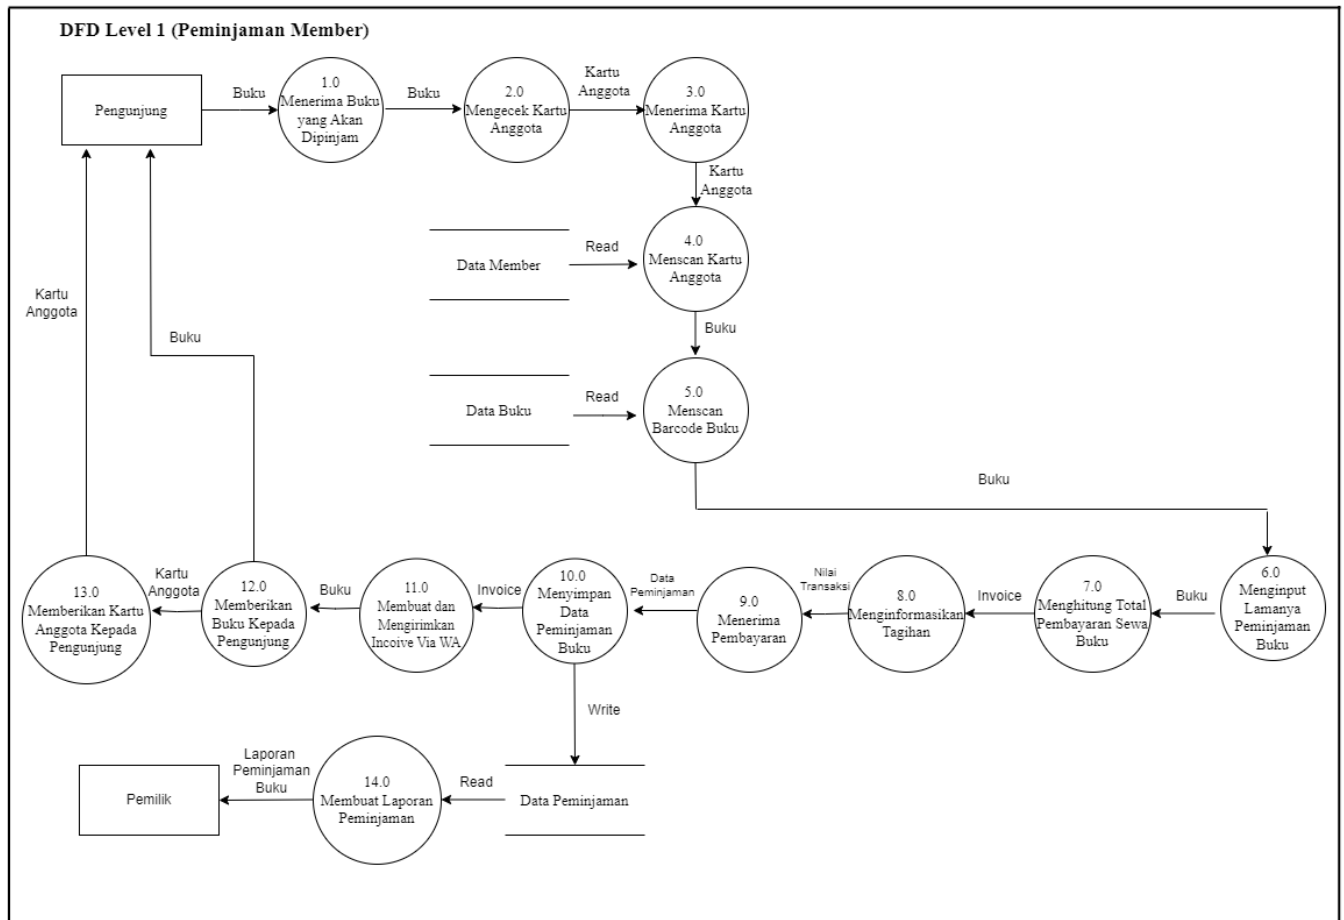 DFD Level 1 (Peminjaman Member)
Pengunjung
Buku
1.0
Menerima Buku
yang Akan
Dipinjam
Buku
2.0
Mengecek Kartu
Anggota
Kartu
Anggota
3.0
Menerima Kartu
Anggota
Kartu
Anggota
Data Member
Read
4.0
Menscan Kartu
Anggota
Kartu
Anggota
Buku
Buku
Data Buku
Read
5.0
Menscan
Barcode Buku
Buku
13.0
Memberikan Kartu
Anggota Kepada
Pengunjung
Kartu
Anggota
12.0
Memberikan
Buku Kepada
Pengunjung
Buku
11.0
Membuat dan
Mengirimkan
Incoive Via WA
Invoice
10.0
Menyimpan
Data
Peminjaman
Buku
Data
Peminjaman
9.0
Menerima
Pembayaran
Nilai
Transaksi
8.0
Menginformasikan
Tagihan
Invoice
7.0
Menghitung Total
Pembayaran Sewa
Buku
Buku
6.0
Menginput
Lamanya
Peminjaman
Buku
Write
Pemilik
Laporan
Peminjaman
Buku
14.0
Membuat Laporan
Peminjaman
Read
Data Peminjaman